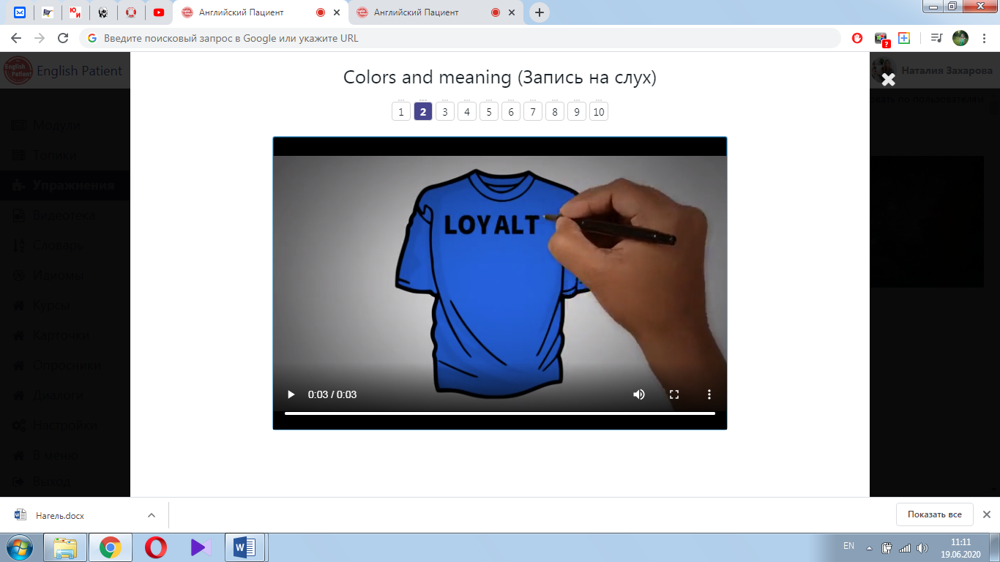 Английский Пациент
Английский Пациент
Введите поисковый запрос в Google или укажите URL
English Patient
English Patient
Наталия Захарова
Colors and meaning (Запись на слух)
1 2 3 4 5 6 7 8 9 10
Модули
Топики
Упражнения
Видеотека
Словарь
Идиомы
Курсы
Карточки
Опросники
Диалоги
Настройки
В меню
Выход
LOYALT
0:03 / 0:03
Нагель.docx
Показать все
EN
11:11
19.06.2020